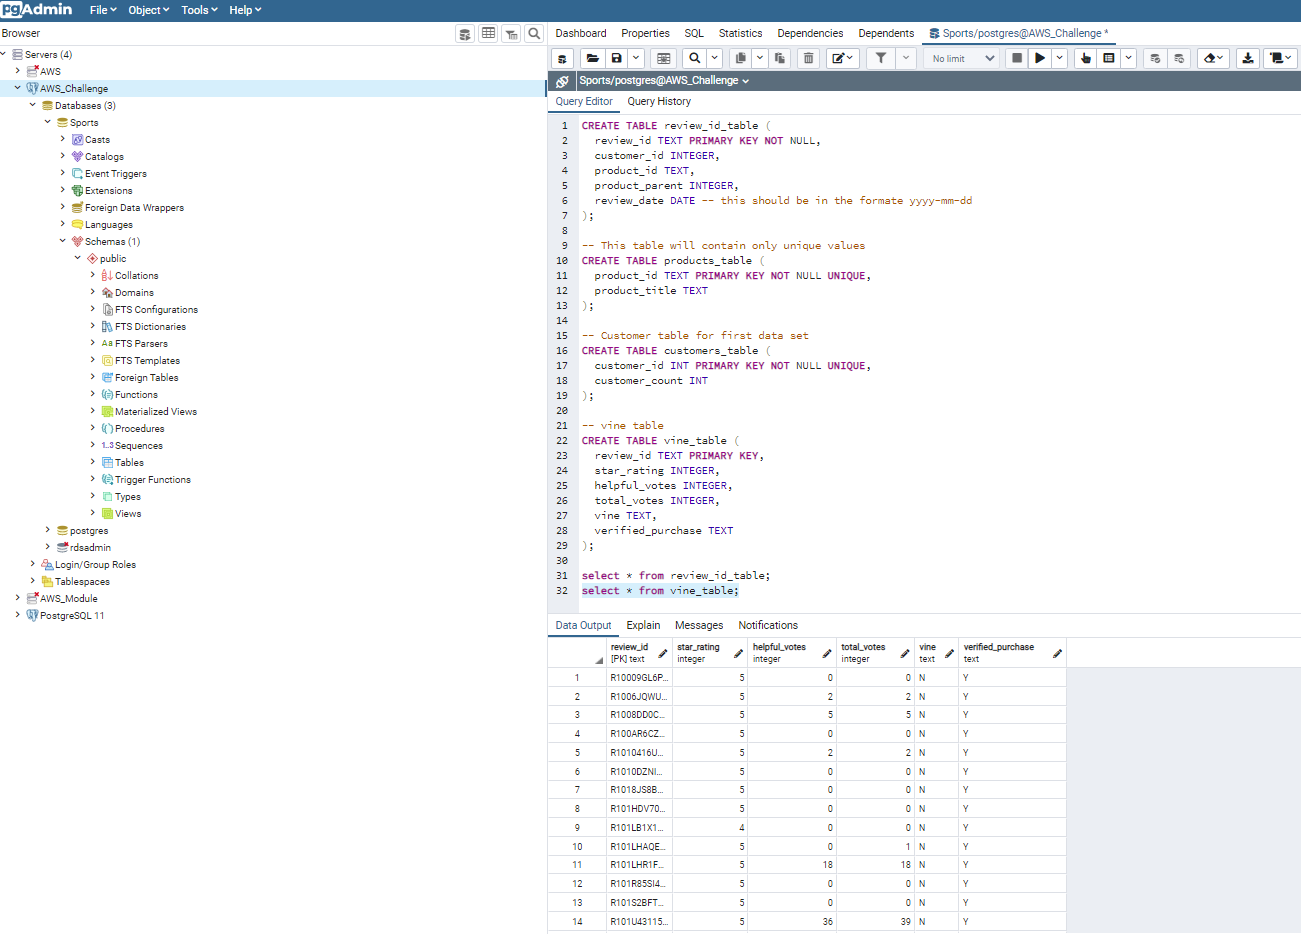 pgAdmin File Object Tools Help
Browser
Servers (4)
AWS
AWS_Challenge
Databases (3)
Sports
Casts
Catalogs
Event Triggers
Extensions
Foreign Data Wrappers
Languages
Schemas (1)
public
Collations
Domains
FTS Configurations
FTS Dictionaries
FTS Parsers
FTS Templates
Foreign Tables
Functions
Materialized Views
Procedures
1..3 Sequences
Tables
Trigger Functions
Types
Views
postgres
rdsadmin
Login/Group Roles
Tablespaces
AWS_Module
PostgreSQL 11
Dashboard Properties SQL Statistics Dependencies Dependents Sports/postgres@AWS_Challenge *
No limit
Sports/postgres@AWS_Challenge
Query Editor Query History
1 CREATE TABLE review_id_table (
2 review_id TEXT PRIMARY KEY NOT NULL,
3 customer_id INTEGER,
4 product_id TEXT,
5 product_parent INTEGER,
6 review_date DATE -- this should be in the formate yyyy-mm-dd
7 );
8
9 -- This table will contain only unique values
10 CREATE TABLE products_table (
11 product_id TEXT PRIMARY KEY NOT NULL UNIQUE,
12 product_title TEXT
13 );
14
15 -- Customer table for first data set
16 CREATE TABLE customers_table (
17 customer_id INT PRIMARY KEY NOT NULL UNIQUE,
18 customer_count INT
19 );
20
21 -- vine table
22 CREATE TABLE vine_table (
23 review_id TEXT PRIMARY KEY,
24 star_rating INTEGER,
25 helpful_votes INTEGER,
26 total_votes INTEGER,
27 vine TEXT,
28 verified_purchase TEXT
29 );
30
31 select * from review_id_table;
32 select * from vine_table;
Data Output Explain Messages Notifications
review_id star_rating helpful_votes total_votes vine verified_purchase
[PK] text integer integer integer text text
1 R10009GL6P... 5 0 0 N Y
2 R1006JQWU... 5 2 2 N Y
3 R1008DD0C... 5 5 5 N Y
4 R100AR6CZ... 5 0 0 N Y
5 R1010416U... 5 2 2 N Y
6 R1010DZNI... 5 0 0 N Y
7 R1018JS8B... 5 0 0 N Y
8 R101HDV70... 5 0 0 N Y
9 R101LB1X1... 4 0 0 N Y
10 R101LHAQE... 5 0 1 N Y
11 R101LHR1F... 5 18 18 N Y
12 R101R85SI4... 5 0 0 N Y
13 R101S2BFT... 5 0 0 N Y
14 R101U43115... 5 36 39 N Y